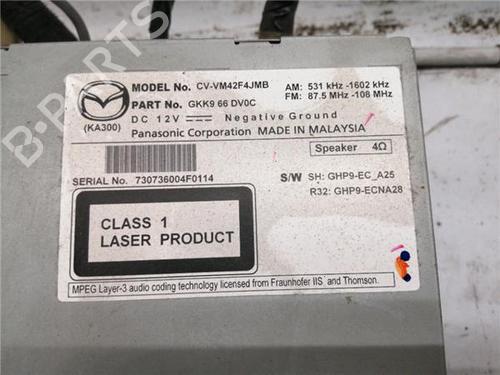 MODEL No. CV-VM42F4JMB AM: 531 kHz -1602 kHz
PART No. GKK9 66 DV0C FM: 87.5 MHz -108 MHz
DC 12V Negative Ground
(KA300) Panasonic Corporation MADE IN MALAYSIA
Speaker 4Ω
SERIAL No. 730736004F0114
S/W SH: GHP9-EC_A25
R32: GHP9-ECNA28
CLASS 1
LASER PRODUCT
MPEG Layer-3 audio coding technology licensed from Fraunhofer IIS and Thomson.
B-PARTS